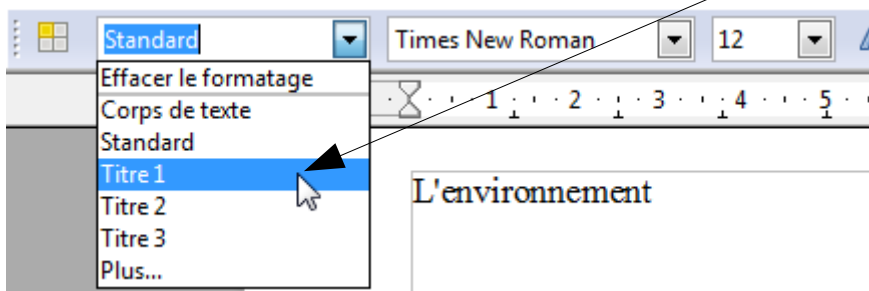 Standard Times New Roman 12
Effacer le formatage
Corps de texte
1 2 3 4 5
Standard
Titre 1
L'environnement
Titre 2
Titre 3
Plus...